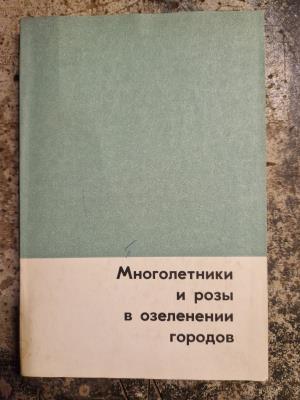 Многолетники
и розы
в озеленении
городов